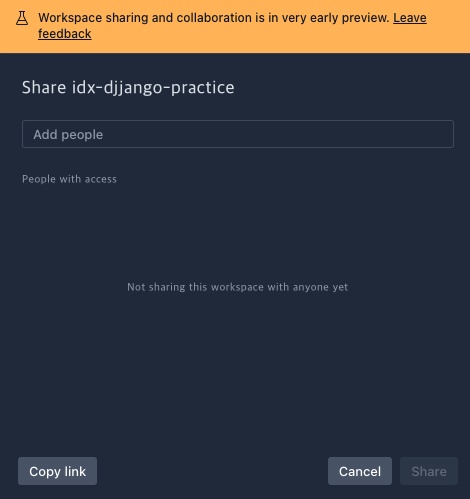 Workspace sharing and collaboration is in very early preview. Leave
feedback
Share idx-djjango-practice
Add people
People with access
Not sharing this workspace with anyone yet
Copy link
Cancel
Share